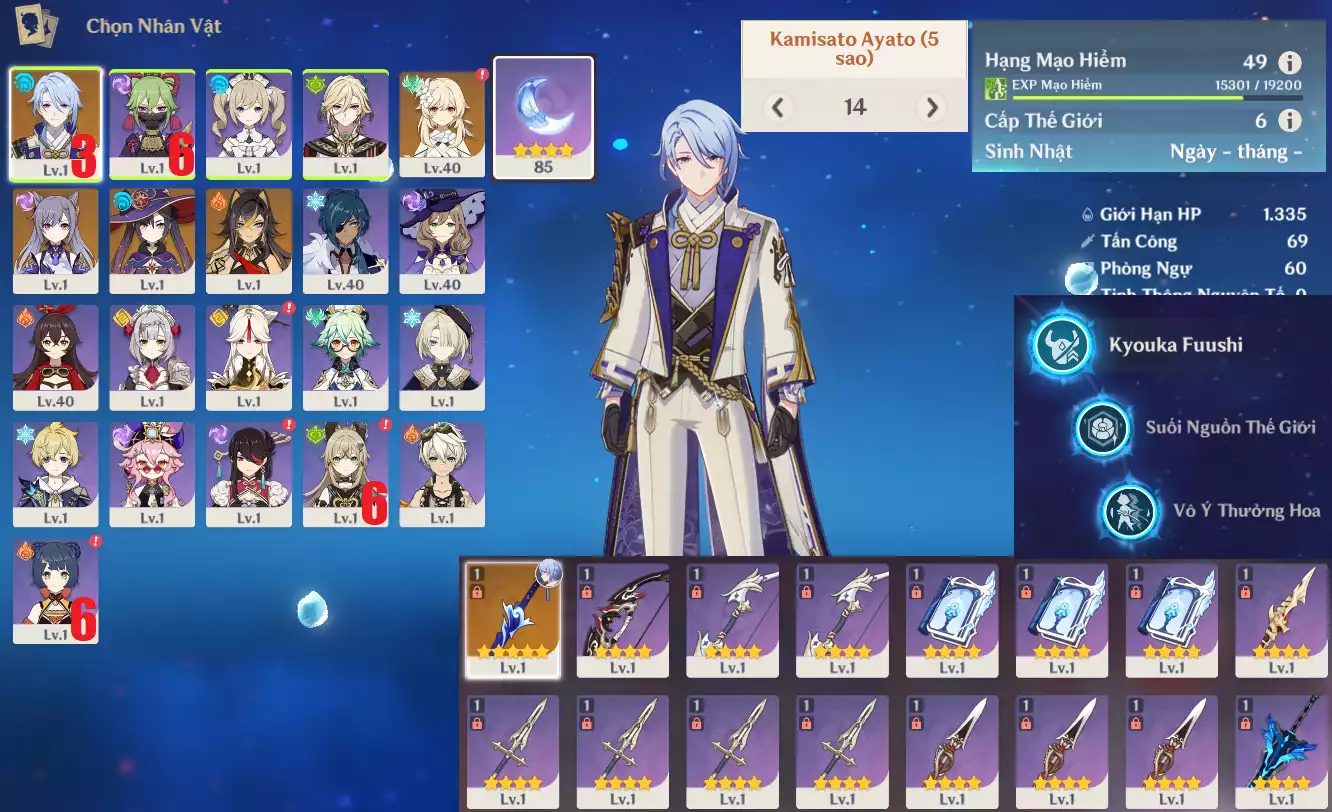 Chọn Nhân Vật
Kamisato Ayato (5
sao)
14
Hạng Mạo Hiểm 49
EXP Mạo Hiểm 15301 / 19200
Cấp Thế Giới 6
Sinh Nhật Ngày - tháng -
Giới Hạn HP 1.335
Tấn Công 69
Phòng Ngự 60
Tinh Thông Nguyên Tố 0
Kyouka Fuushi
Suối Nguồn Thế Giới
Vô Ý Thưởng Hoa
Lv.1 3 Lv.1 6 Lv.1 Lv.1 Lv.40 85
Lv.1 Lv.1 Lv.1 Lv.40 Lv.40
Lv.40 Lv.1 Lv.1 Lv.1 Lv.1
Lv.1 Lv.1 Lv.1 Lv.1 6 Lv.1
Lv.1 6
1 1 1 1 1 1 1 1
Lv.1 Lv.1 Lv.1 Lv.1 Lv.1 Lv.1 Lv.1 Lv.1
1 1 1 1 1 1 1 1
Lv.1 Lv.1 Lv.1 Lv.1 Lv.1 Lv.1 Lv.1 Lv.1